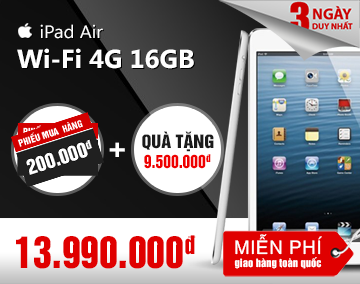 iPad Air
Wi-Fi 4G 16GB
3 NGÀY
DUY NHẤT
PHIẾU MUA HÀNG
200.000đ
+
QUÀ TẶNG
9.500.000đ
13.990.000đ
MIỄN PHÍ
giao hàng toàn quốc